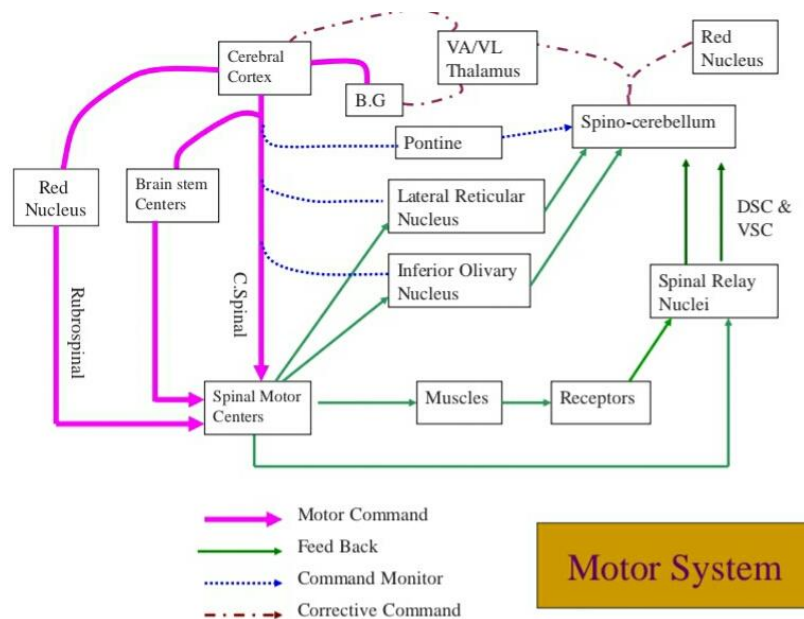 Cerebral
Cortex
VA/VL
Thalamus
Red
Nucleus
B.G
Pontine
Spino-cerebellum
Red
Nucleus
Brain stem
Centers
Lateral Reticular
Nucleus
DSC &
VSC
Inferior Olivary
Nucleus
Spinal Relay
Nuclei
Rubrospinal
C.Spinal
Spinal Motor
Centers
Muscles
Receptors
Motor Command
Feed Back
Command Monitor
Corrective Command
Motor System